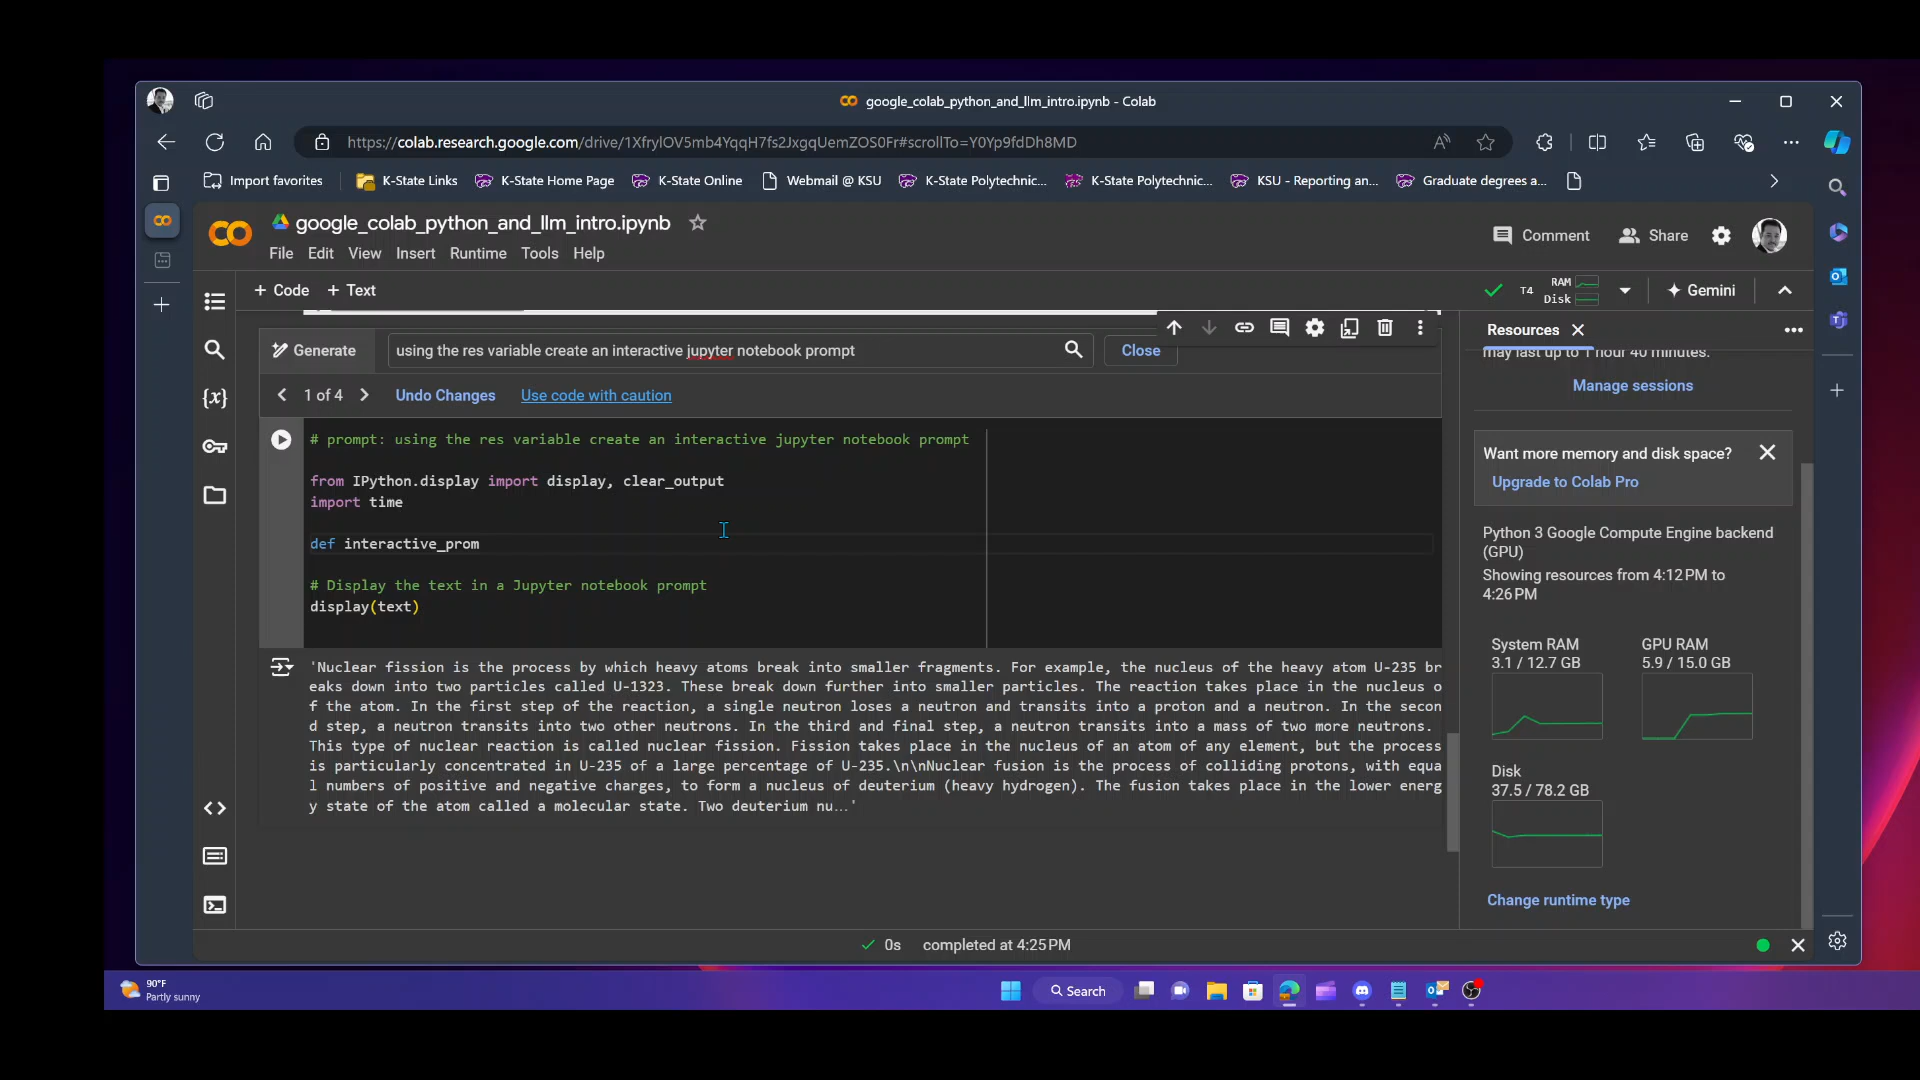 google_colab_python_and_llm_intro.ipynb - Colab
https://colab.research.google.com/drive/1XfrylOV5mb4YqqH7fs2JxgqUemZOS0Fr#scrollTo=Y0Yp9fdDh8MD
Import favorites
K-State Links
K-State Home Page
K-State Online
Webmail @ KSU
K-State Polytechnic...
K-State Polytechnic...
KSU - Reporting an...
Graduate degrees a...
google_colab_python_and_llm_intro.ipynb
File Edit View Insert Runtime Tools Help
Comment
Share
+ Code + Text
T4
RAM
Disk
Gemini
Generate
using the res variable create an interactive jupyter notebook prompt
Close
1 of 4
Undo Changes
Use code with caution
# prompt: using the res variable create an interactive jupyter notebook prompt
from IPython.display import display, clear_output
import time
def interactive_prom
# Display the text in a Jupyter notebook prompt
display(text)
'Nuclear fission is the process by which heavy atoms break into smaller fragments. For example, the nucleus of the heavy atom U-235 br
eaks down into two particles called U-1323. These break down further into smaller particles. The reaction takes place in the nucleus o
f the atom. In the first step of the reaction, a single neutron loses a neutron and transits into a proton and a neutron. In the secon
d step, a neutron transits into two other neutrons. In the third and final step, a neutron transits into a mass of two more neutrons.
This type of nuclear reaction is called nuclear fission. Fission takes place in the nucleus of an atom of any element, but the process
is particularly concentrated in U-235 of a large percentage of U-235.\n\nNuclear fusion is the process of colliding protons, with equa
l numbers of positive and negative charges, to form a nucleus of deuterium (heavy hydrogen). The fusion takes place in the lower energ
y state of the atom called a molecular state. Two deuterium nu...'
Resources
may last up to 1 hour 40 minutes.
Manage sessions
Want more memory and disk space?
Upgrade to Colab Pro
Python 3 Google Compute Engine backend
(GPU)
Showing resources from 4:12 PM to
4:26 PM
System RAM
3.1 / 12.7 GB
GPU RAM
5.9 / 15.0 GB
Disk
37.5 / 78.2 GB
Change runtime type
0s completed at 4:25 PM
90°F
Partly sunny
Search